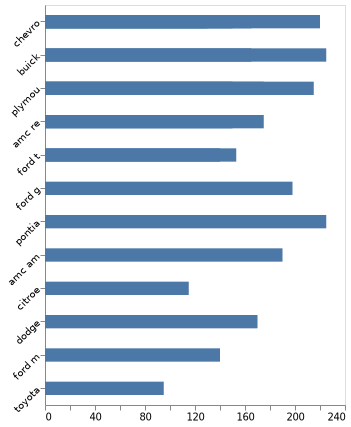 chevro
buick
plymou
amc re
ford t
ford g
pontia
amc am
citroe
dodge
ford m
toyota
0 40 80 120 160 200 240